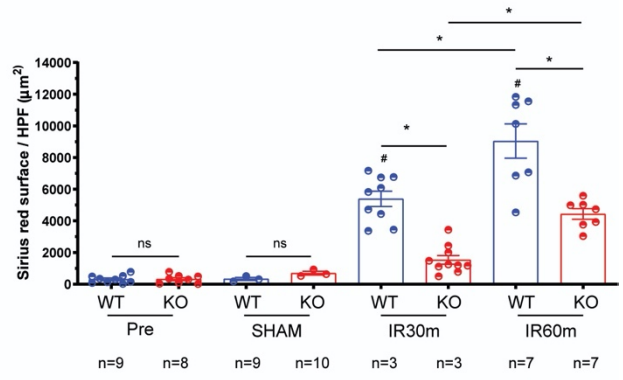 *
*
*
#
*
#
14000
12000
10000
8000
6000
4000
2000
0
Sirius red surface / HPF (µm²)
ns
ns
WT KO WT KO WT KO WT KO
Pre SHAM IR30m IR60m
n=9 n=8 n=9 n=10 n=3 n=3 n=7 n=7